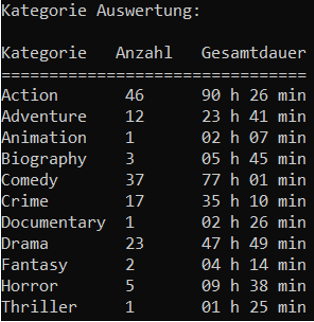 Kategorie Auswertung:
Kategorie Anzahl Gesamtdauer
================================
Action 46 90 h 26 min
Adventure 12 23 h 41 min
Animation 1 02 h 07 min
Biography 3 05 h 45 min
Comedy 37 77 h 01 min
Crime 17 35 h 10 min
Documentary 1 02 h 26 min
Drama 23 47 h 49 min
Fantasy 2 04 h 14 min
Horror 5 09 h 38 min
Thriller 1 01 h 25 min